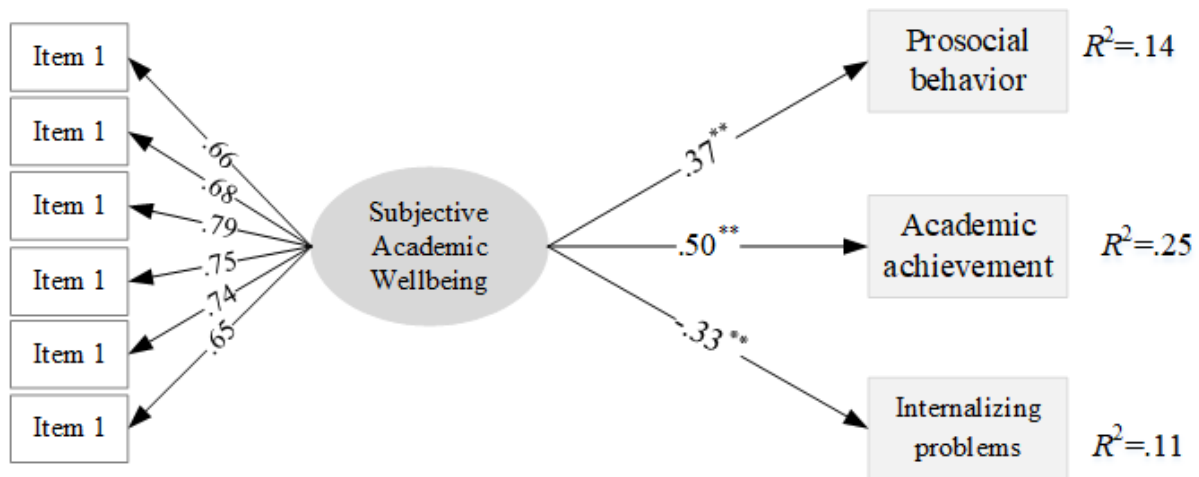 Item 1
Item 1
Item 1
Item 1
Item 1
Item 1
.66
.68
.79
.75
.74
.65
Subjective
Academic
Wellbeing
.37**
.50**
-.33**
Prosocial
behavior
R²=.14
Academic
achievement
R²=.25
Internalizing
problems
R²=.11